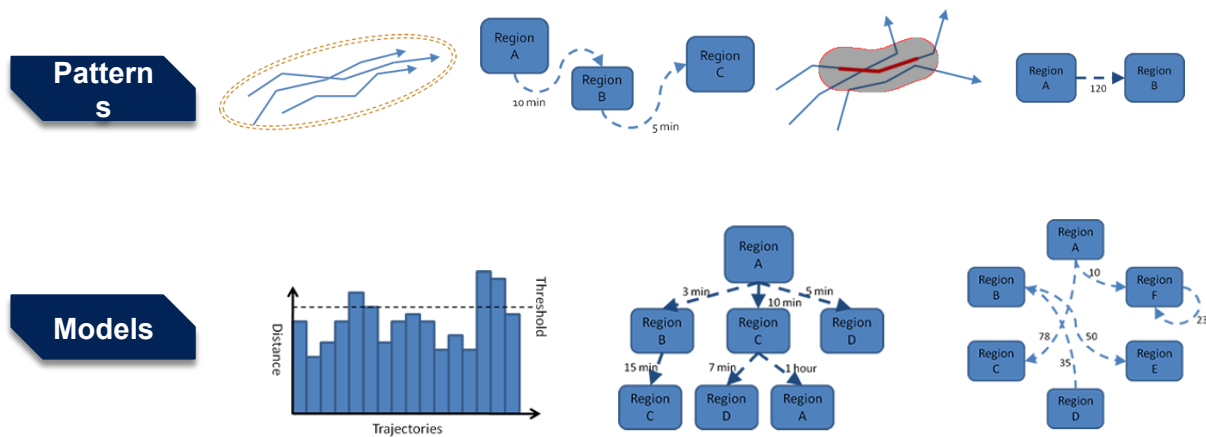 Pattern
s
Region
A
10 min
Region
B
5 min
Region
C
Region
A
120
Region
B
Models
Distance
Threshold
Trajectories
Region
A
3 min
10 min
5 min
Region
B
Region
C
Region
D
15 min
7 min
1 hour
Region
C
Region
D
Region
A
Region
A
10
Region
B
Region
F
23
78
50
35
Region
C
Region
E
Region
D